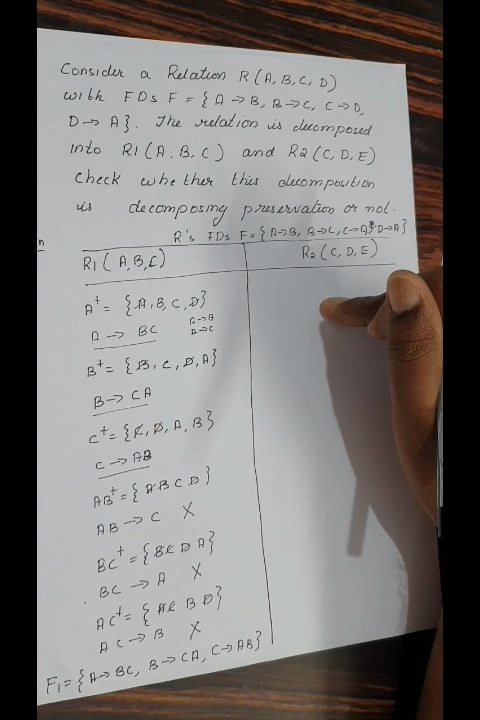 Consider a Relation R (A, B, C, D)
with FDs F = { A → B, B → C, C → D,
D → A}. The relation is decomposed
into R1 (A, B, C) and R2 (C, D, E)
check whether this decomposition
is decomposing preservation or not.
n
R's FDs F = { A→B, B→C, C→D, D→A}
R1 ( A, B, C)
R2 ( C, D, E)
A+ = { A, B, C, D}
A → BC
A→B
A→C
B+ = { B, C, D, A}
B → CA
C+ = { C, D, A, B}
C → AB
AB+ = { A B C D }
AB → C X
BC+ = { B C D A}
BC → A X
AC+ = { A C B D}
AC → B X
F1 = { A→ BC, B→ CA, C→ AB}